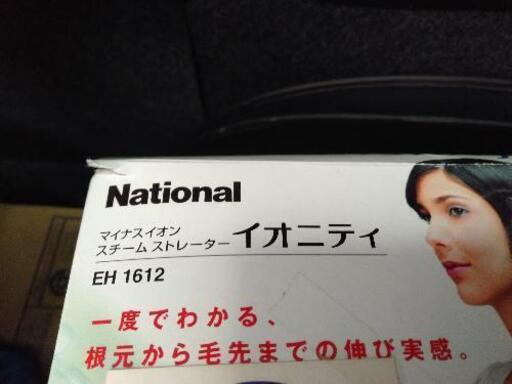 National
マイナスイオン
スチーム ストレーター イオニティ
EH 1612
一度でわかる、
根元から毛先までの伸び実感。